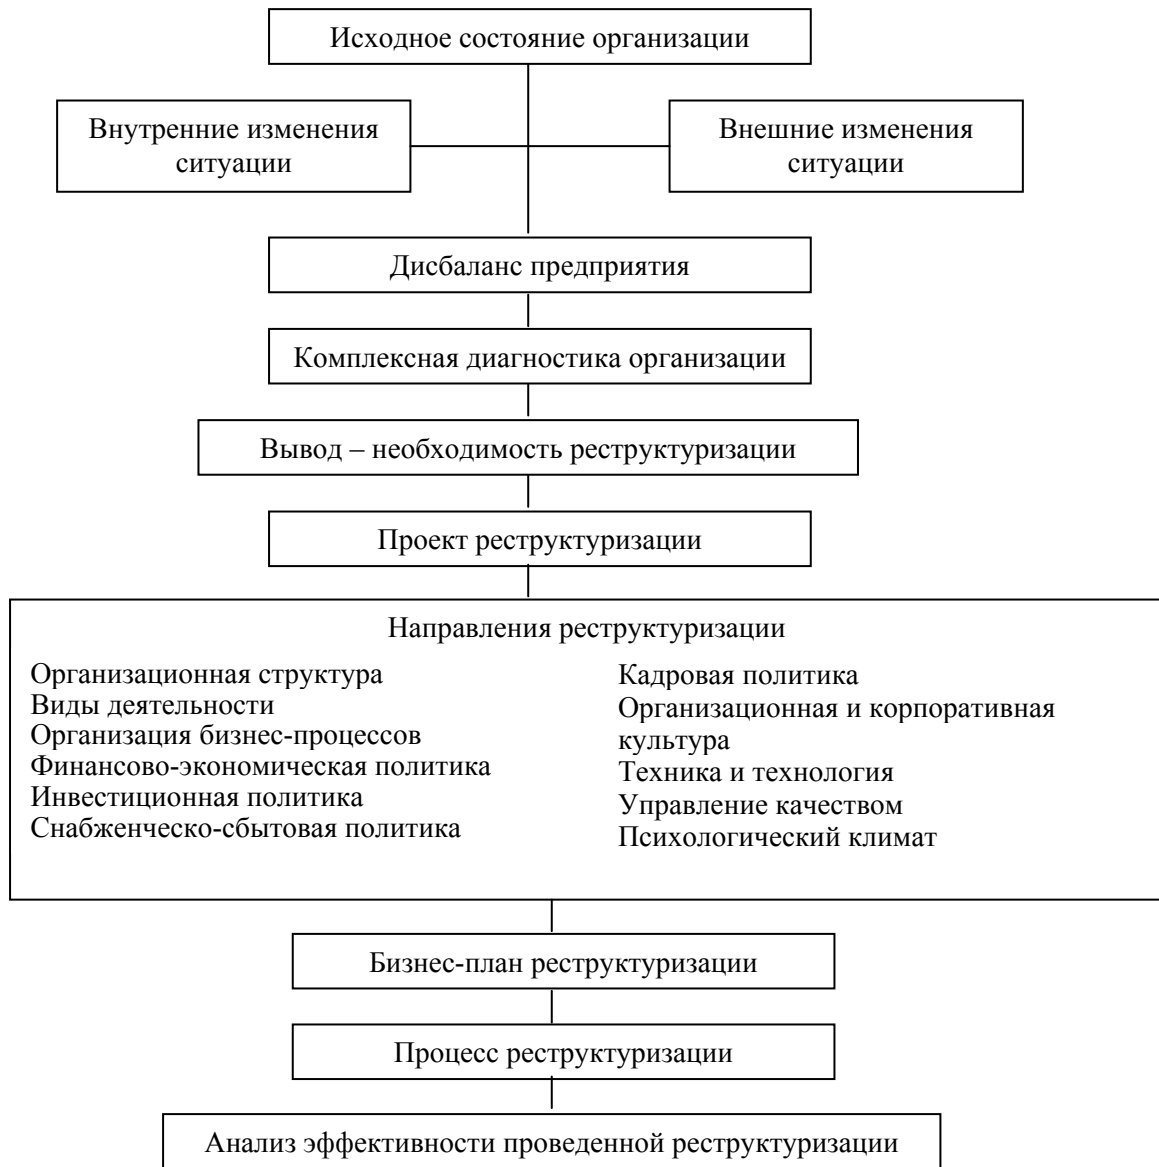 Исходное состояние организации
Внутренние изменения
ситуации
Внешние изменения
ситуации
Дисбаланс предприятия
Комплексная диагностика организации
Вывод – необходимость реструктуризации
Проект реструктуризации
Направления реструктуризации
Организационная структура
Виды деятельности
Организация бизнес-процессов
Финансово-экономическая политика
Инвестиционная политика
Снабженческо-сбытовая политика
Кадровая политика
Организационная и корпоративная
культура
Техника и технология
Управление качеством
Психологический климат
Бизнес-план реструктуризации
Процесс реструктуризации
Анализ эффективности проведенной реструктуризации